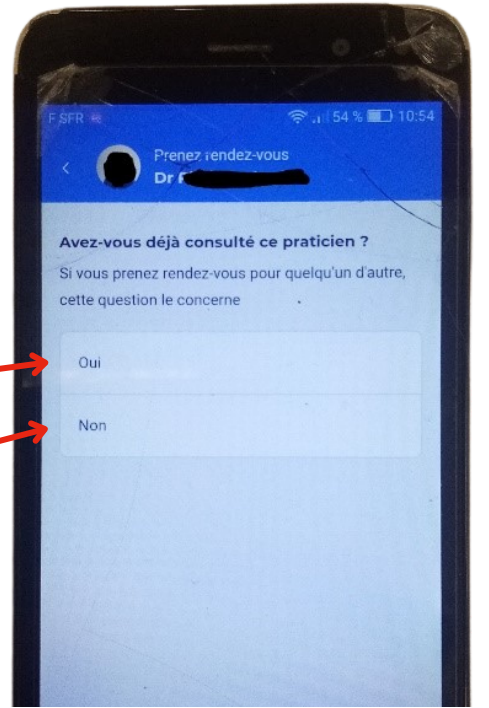 F SFR 54 % 10:54
Prenez rendez-vous
Dr
Avez-vous déjà consulté ce praticien ?
Si vous prenez rendez-vous pour quelqu'un d'autre,
cette question le concerne
Oui
Non